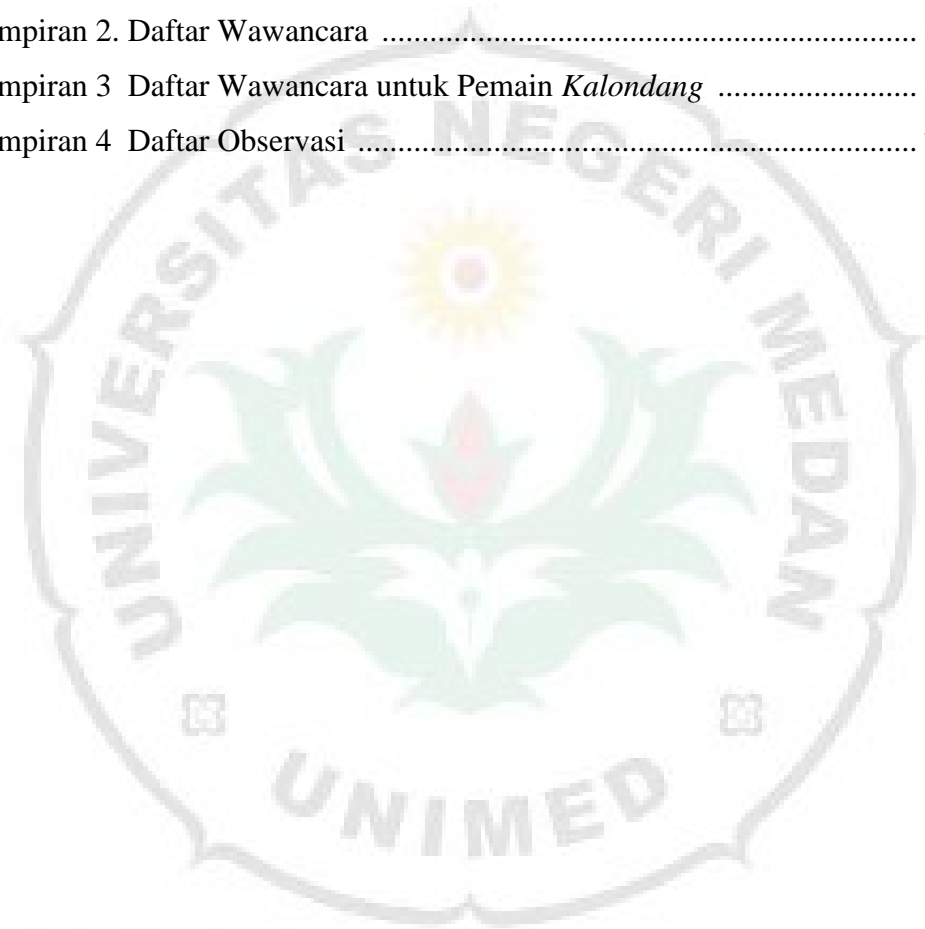 mpiran 2. Daftar Wawancara ..................................................................
mpiran 3 Daftar Wawancara untuk Pemain Kalondang ........................
mpiran 4 Daftar Observasi .....................................................................
UNIVERSITAS NEGERI MEDAN
UNIMED